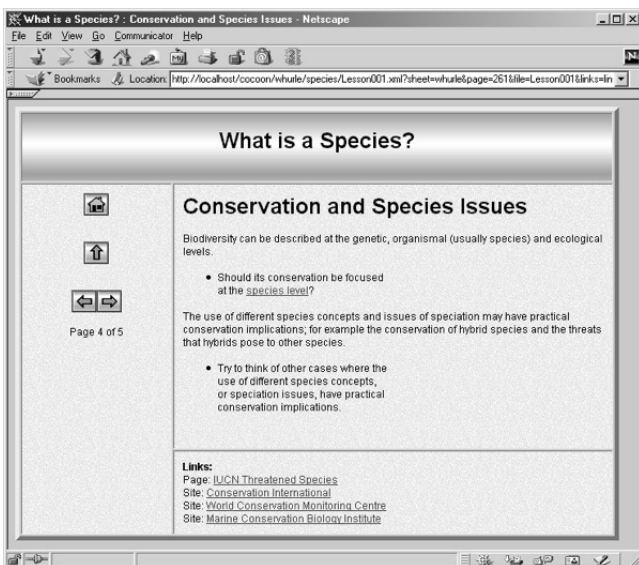 What is a Species? : Conservation and Species Issues - Netscape
File Edit View Go Communicator Help
Bookmarks Location: http://localhost/cocoon/whurle/species/Lesson001.xml?sheet=whurle&page=261&file=Lesson001&links=lin
What is a Species?
Page 4 of 5
Conservation and Species Issues
Biodiversity can be described at the genetic, organismal (usually species) and ecological
levels.
• Should its conservation be focused
at the species level?
The use of different species concepts and issues of speciation may have practical
conservation implications; for example the conservation of hybrid species and the threats
that hybrids pose to other species.
• Try to think of other cases where the
use of different species concepts,
or speciation issues, have practical
conservation implications.
Links:
Page: IUCN Threatened Species
Site: Conservation International
Site: World Conservation Monitoring Centre
Site: Marine Conservation Biology Institute